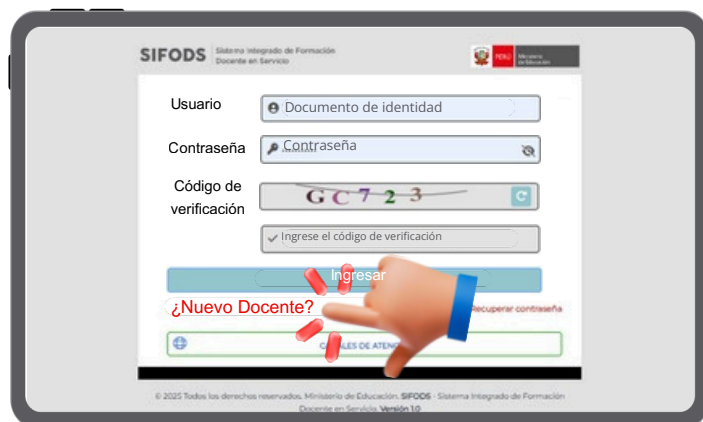 SIFODS
Sistema Integrado de Formación
Docente en Servicio
PERÚ
Ministerio
de Educación
Usuario
Documento de identidad
Contraseña
Contraseña
Código de
verificación
GC723
Ingrese el código de verificación
Ingresar
¿Nuevo Docente?
Recuperar contraseña
DE
© 2025 Todos los derechos reservados. Ministerio de Educación. SIFODS - Sistema Integrado de Formación
Docente en Servicio. Versión 1.0